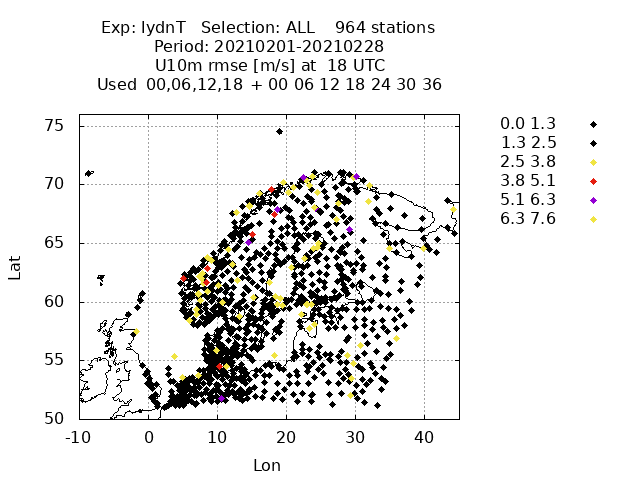 Exp: lydnT Selection: ALL 964 stations
Period: 20210201-20210228
U10m rmse [m/s] at 18 UTC
Used 00,06,12,18 + 00 06 12 18 24 30 36
75
70
65
60
55
50
-10 0 10 20 30 40
Lat
Lon
0.0 1.3
1.3 2.5
2.5 3.8
3.8 5.1
5.1 6.3
6.3 7.6